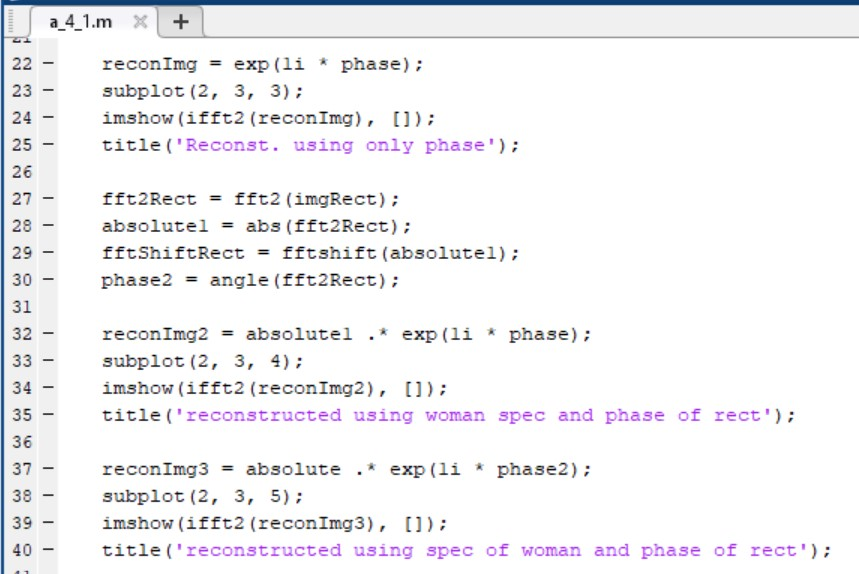 a_4_1.m
22 - reconImg = exp(1i * phase);
23 - subplot(2, 3, 3);
24 - imshow(ifft2(reconImg), []);
25 - title('Reconst. using only phase');
26
27 - fft2Rect = fft2(imgRect);
28 - absolute1 = abs(fft2Rect);
29 - fftShiftRect = fftshift(absolute1);
30 - phase2 = angle(fft2Rect);
31
32 - reconImg2 = absolute1 .* exp(1i * phase);
33 - subplot(2, 3, 4);
34 - imshow(ifft2(reconImg2), []);
35 - title('reconstructed using woman spec and phase of rect');
36
37 - reconImg3 = absolute .* exp(1i * phase2);
38 - subplot(2, 3, 5);
39 - imshow(ifft2(reconImg3), []);
40 - title('reconstructed using spec of woman and phase of rect');